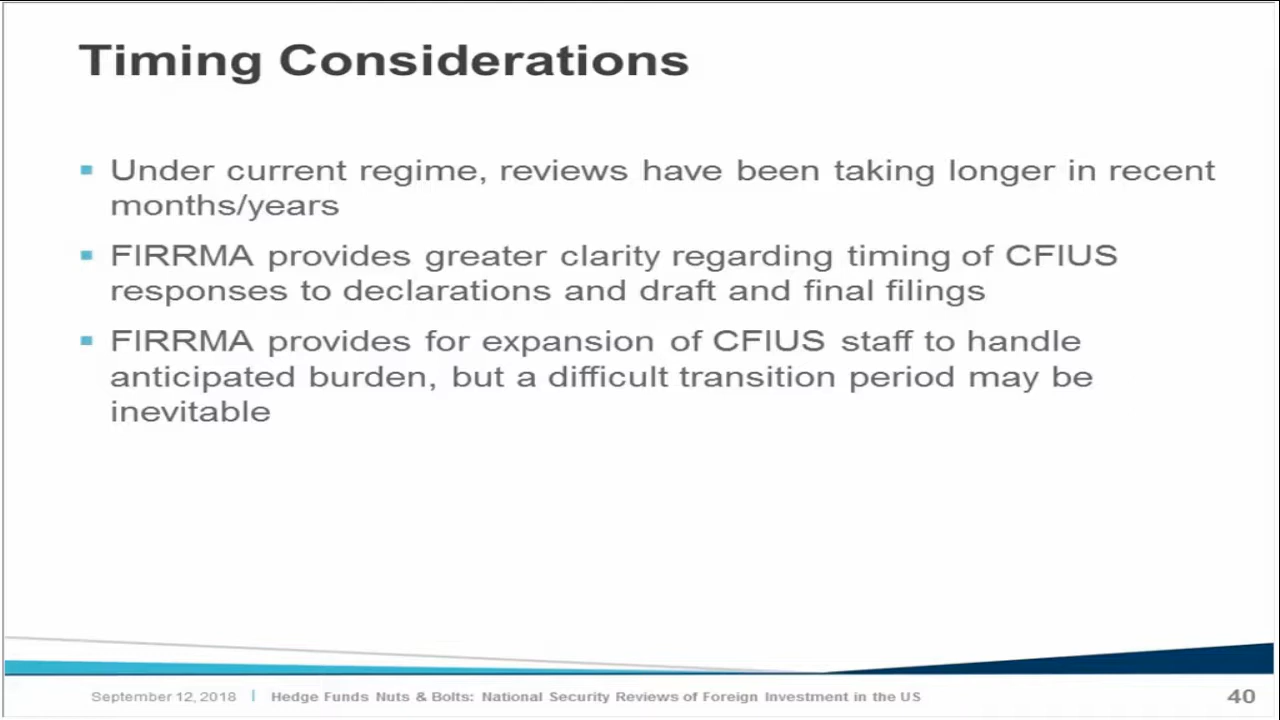 Timing Considerations
Under current regime, reviews have been taking longer in recent
months/years
FIRRMA provides greater clarity regarding timing of CFIUS
responses to declarations and draft and final filings
FIRRMA provides for expansion of CFIUS staff to handle
anticipated burden, but a difficult transition period may be
inevitable
September 12, 2018 | Hedge Funds Nuts & Bolts: National Security Reviews of Foreign Investment in the US
40